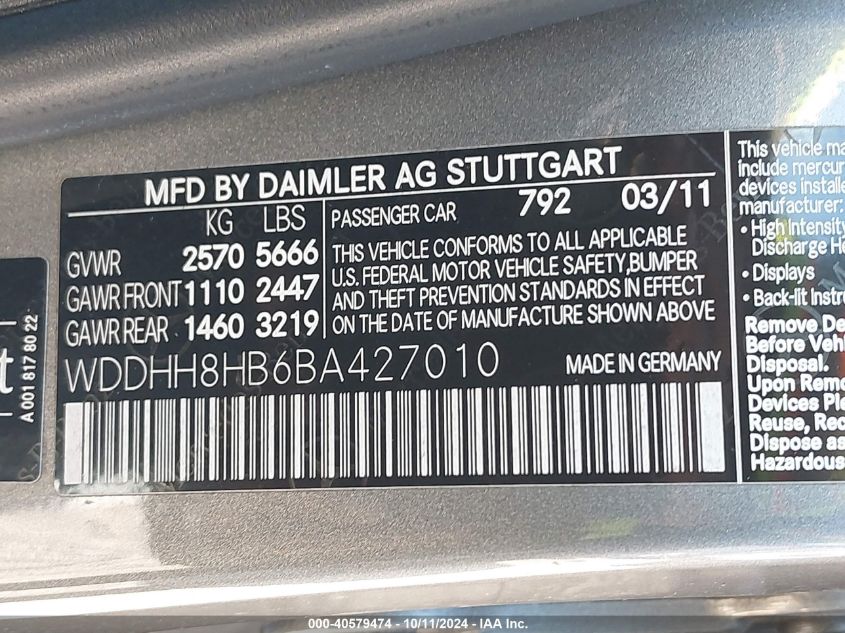 MFD BY DAIMLER AG STUTTGART
KG LBS
GVWR 2570 5666
GAWR FRONT 1110 2447
GAWR REAR 1460 3219
PASSENGER CAR 792 03/11
THIS VEHICLE CONFORMS TO ALL APPLICABLE
U.S. FEDERAL MOTOR VEHICLE SAFETY, BUMPER
AND THEFT PREVENTION STANDARDS IN EFFECT
ON THE DATE OF MANUFACTURE SHOWN ABOVE
WDDHH8HB6BA427010 MADE IN GERMANY
This vehicle ma
include mercur
devices installe
manufacturer:
• High Intensity
Discharge He
• Displays
• Back-lit Instru
Remove De
Before Vehic
Disposal.
Upon Remo
Devices Ple
Reuse, Rec
Dispose as
Hazardous
t
A 001 817 80 22
000-40579474 - 10/11/2024 - IAA Inc.